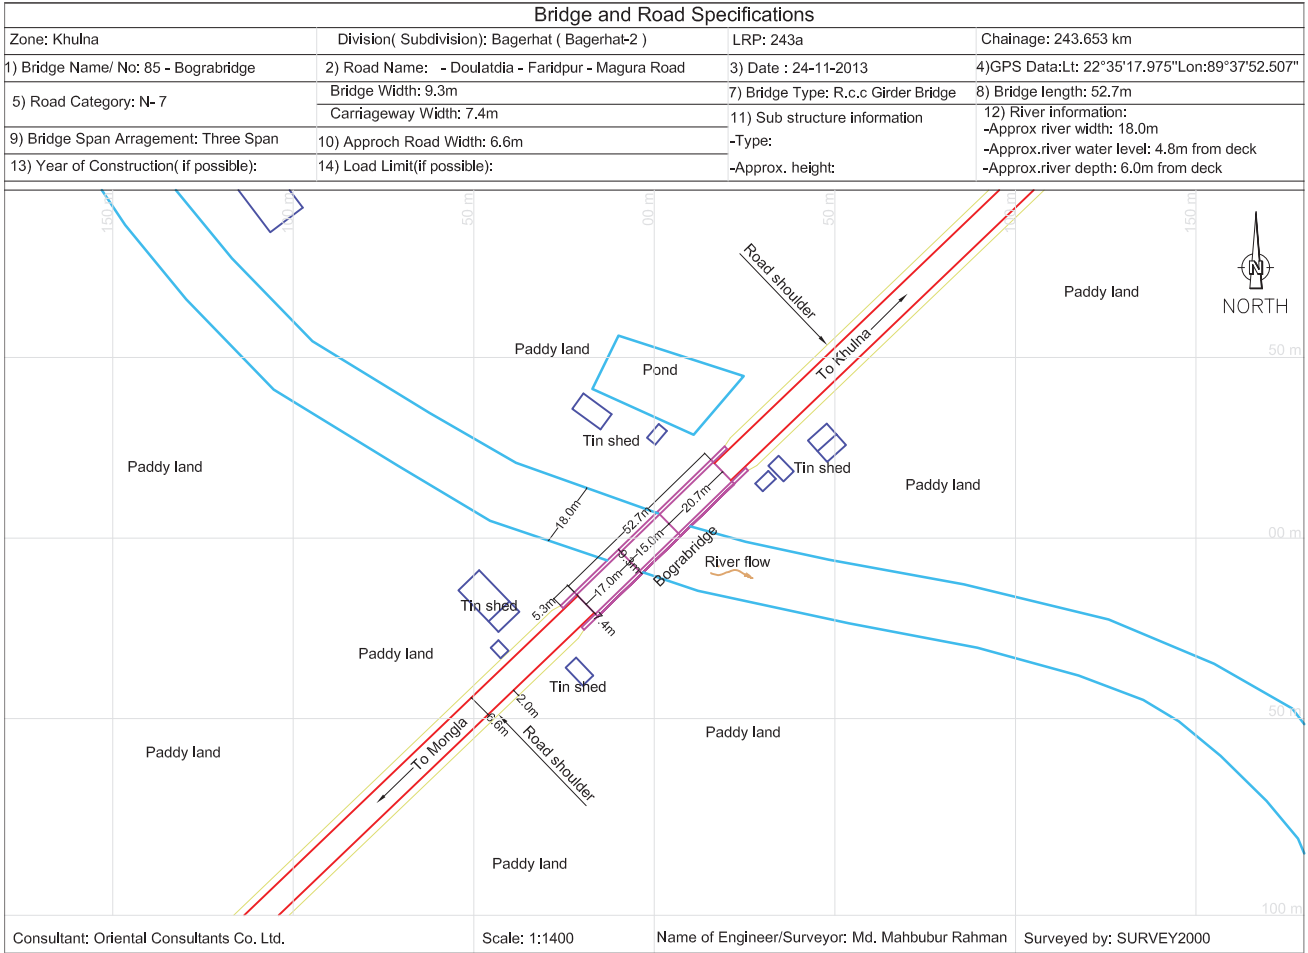 Bridge and Road Specifications
Zone: Khulna
Division( Subdivision): Bagerhat ( Bagerhat-2 )
LRP: 243a
Chainage: 243.653 km
1) Bridge Name/ No: 85 - Bograbridge
2) Road Name: - Doulatdia - Faridpur - Magura Road
3) Date : 24-11-2013
4)GPS Data:Lt: 22°35'17.975"Lon:89°37'52.507"
5) Road Category: N- 7
Bridge Width: 9.3m
Carriageway Width: 7.4m
7) Bridge Type: R.c.c Girder Bridge
8) Bridge length: 52.7m
9) Bridge Span Arragement: Three Span
10) Approch Road Width: 6.6m
11) Sub structure information
-Type:
-Approx. height:
12) River information:
-Approx river width: 18.0m
-Approx.river water level: 4.8m from deck
-Approx.river depth: 6.0m from deck
13) Year of Construction( if possible):
14) Load Limit(if possible):
150 m
100 m
50 m
00 m
50 m
100 m
150 m
N
NORTH
Road shoulder
Paddy land
To Khulna
50 m
Paddy land
Pond
Tin shed
Tin shed
Paddy land
Paddy land
20.7m
52.7m
18.0m
15.0m
9.3m
17.0m
Bograbridge
00 m
River flow
Tin shed
5.3m
7.4m
Paddy land
Tin shed
2.0m
6.6m
50 m
To Mongla
Road shoulder
Paddy land
Paddy land
Paddy land
100 m
Consultant: Oriental Consultants Co. Ltd.
Scale: 1:1400
Name of Engineer/Surveyor: Md. Mahbubur Rahman
Surveyed by: SURVEY2000